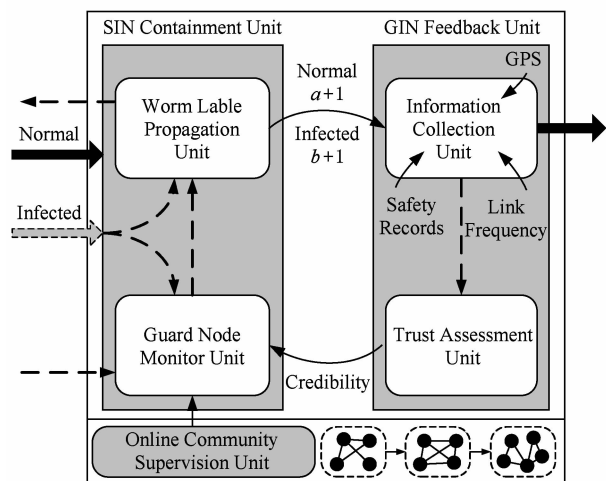 SIN Containment Unit
GIN Feedback Unit
GPS
Normal
a+1
Infected
b+1
Worm Lable
Propagation
Unit
Information
Collection
Unit
Normal
Infected
Safety
Records
Link
Frequency
Guard Node
Monitor Unit
Trust Assessment
Unit
Credibility
Online Community
Supervision Unit